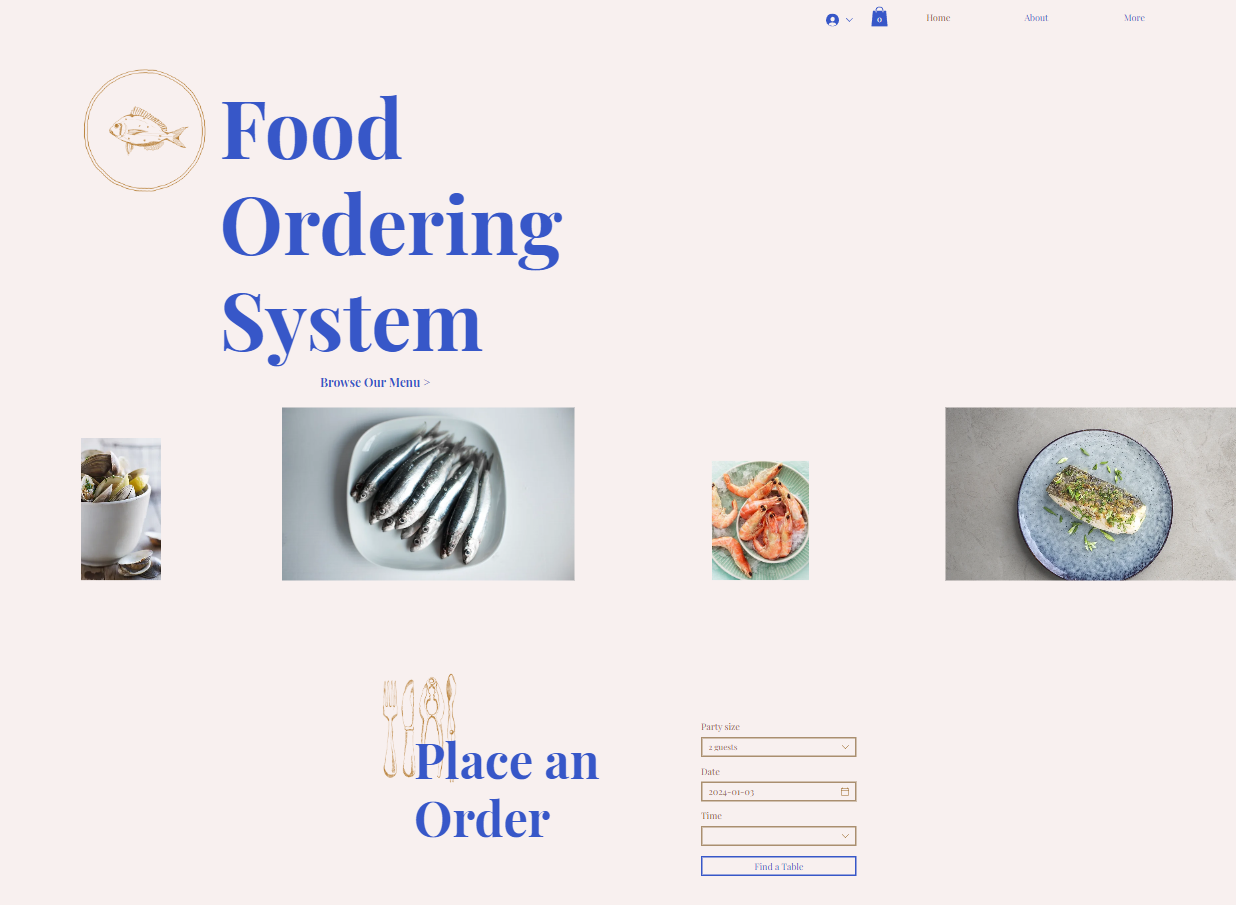 0
Home
About
More
Food
Ordering
System
Browse Our Menu >
Place an
Order
Party size
2 guests
Date
2024-01-03
Time
Find a Table